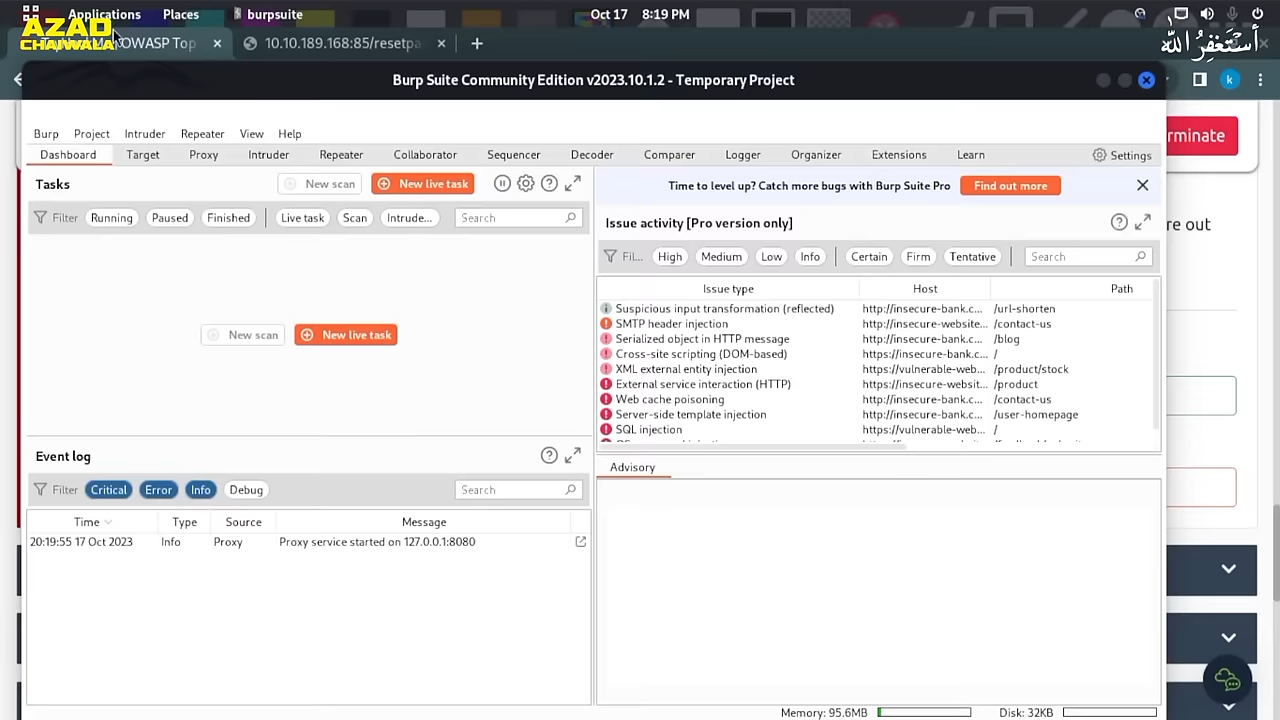 Applications Places burpsuite Oct 17 8:19 PM
AZAD
CHAIWALA
OWASP Top
10.10.189.168:85/resetpa
أستغفر الله
k
Burp Suite Community Edition v2023.10.1.2 - Temporary Project
rminate
Burp Project Intruder Repeater View Help
Dashboard Target Proxy Intruder Repeater Collaborator Sequencer Decoder Comparer Logger Organizer Extensions Learn Settings
Tasks New scan New live task
Time to level up? Catch more bugs with Burp Suite Pro Find out more
Filter Running Paused Finished Live task Scan Intrude... Search
Issue activity [Pro version only]
re out
Fil... High Medium Low Info Certain Firm Tentative Search
Issue type Host Path
Suspicious input transformation (reflected) http://insecure-bank.c... /url-shorten
SMTP header injection http://insecure-website... /contact-us
Serialized object in HTTP message http://insecure-bank.c... /blog
Cross-site scripting (DOM-based) https://insecure-bank.c... /
XML external entity injection https://vulnerable-web... /product/stock
External service interaction (HTTP) https://insecure-websit... /product
Web cache poisoning http://insecure-bank.c... /contact-us
Server-side template injection http://insecure-bank.c... /user-homepage
SQL injection https://vulnerable-web... /
New scan New live task
Event log
Filter Critical Error Info Debug Search
Advisory
Time Type Source Message
20:19:55 17 Oct 2023 Info Proxy Proxy service started on 127.0.0.1:8080
Memory: 95.6MB Disk: 32KB